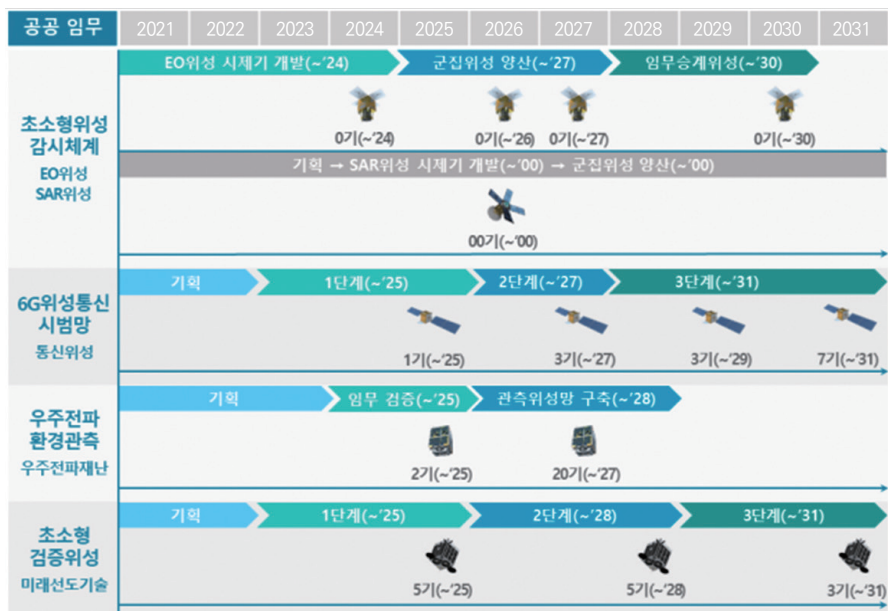 공공 임무 2021 2022 2023 2024 2025 2026 2027 2028 2029 2030 2031
초소형위성
감시체계
EO위성
SAR위성
EO위성 시제기 개발(~'24) 군집위성 양산(~'27) 임무승계위성(~'30)
0기(~'24) 0기(~'26) 0기(~'27) 0기(~'30)
기획 → SAR위성 시제기 개발(~'00) → 군집위성 양산(~'00)
00기(~'00)
6G위성통신
시범망
통신위성
기획 1단계(~'25) 2단계(~'27) 3단계(~'31)
1기(~'25) 3기(~'27) 3기(~'29) 7기(~'31)
우주전파
환경관측
우주전파재난
기획 임무 검증(~'25) 관측위성망 구축(~'28)
2기(~'25) 20기(~'27)
초소형
검증위성
미래선도기술
기획 1단계(~'25) 2단계(~'28) 3단계(~'31)
5기(~'25) 5기(~'28) 3기(~'31)